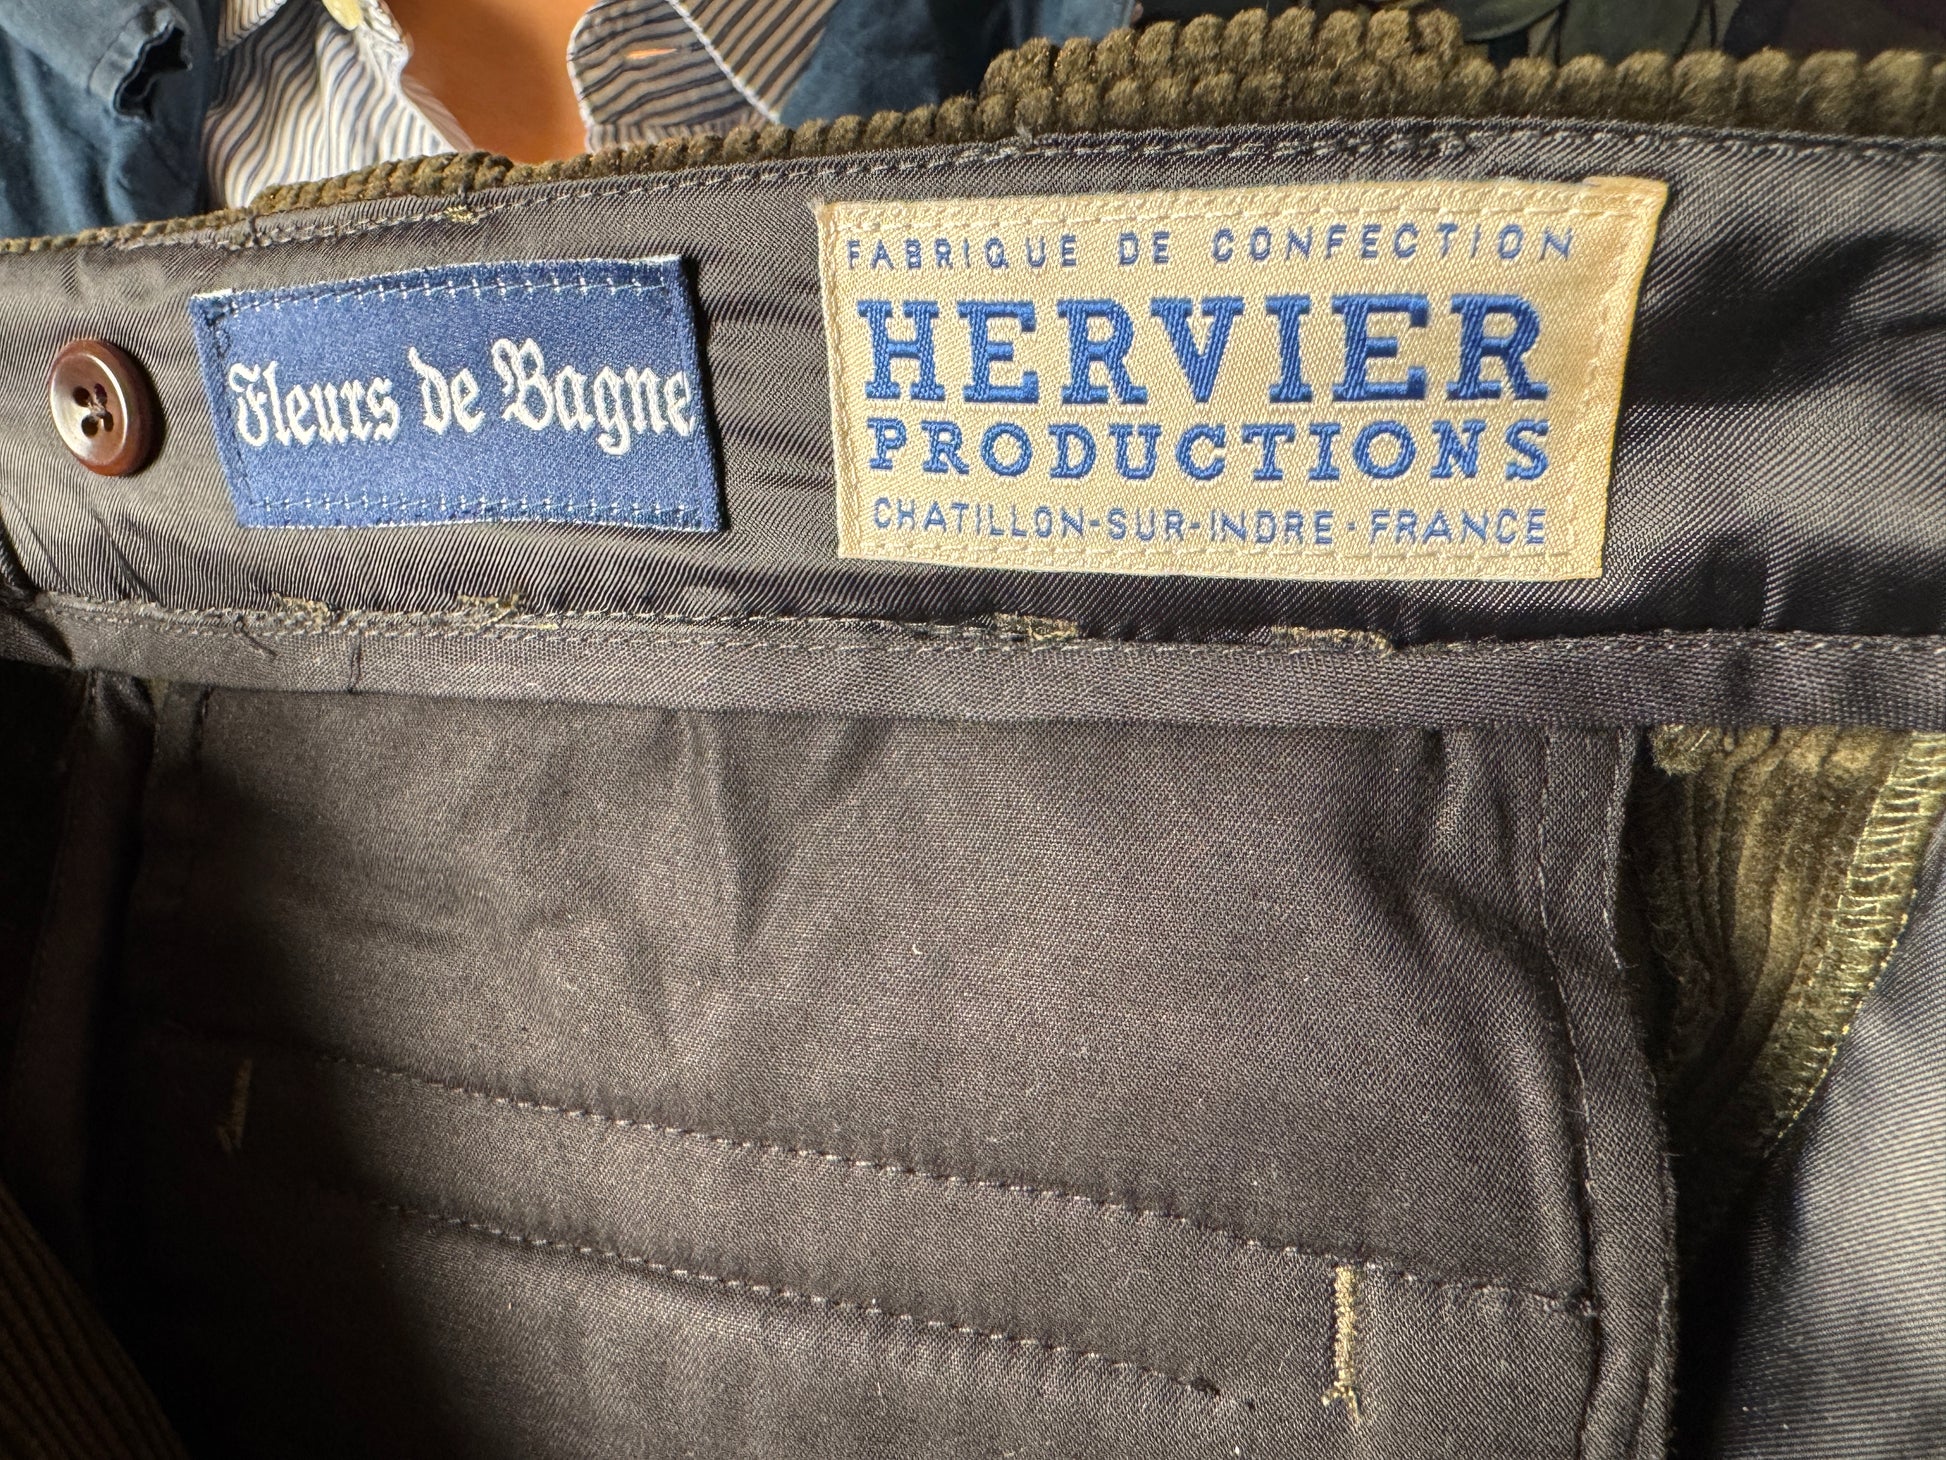 Fleurs de Bagne
FABRIQUE DE CONFECTION
HERVIER
PRODUCTIONS
CHATILLON-SUR-INDRE · FRANCE